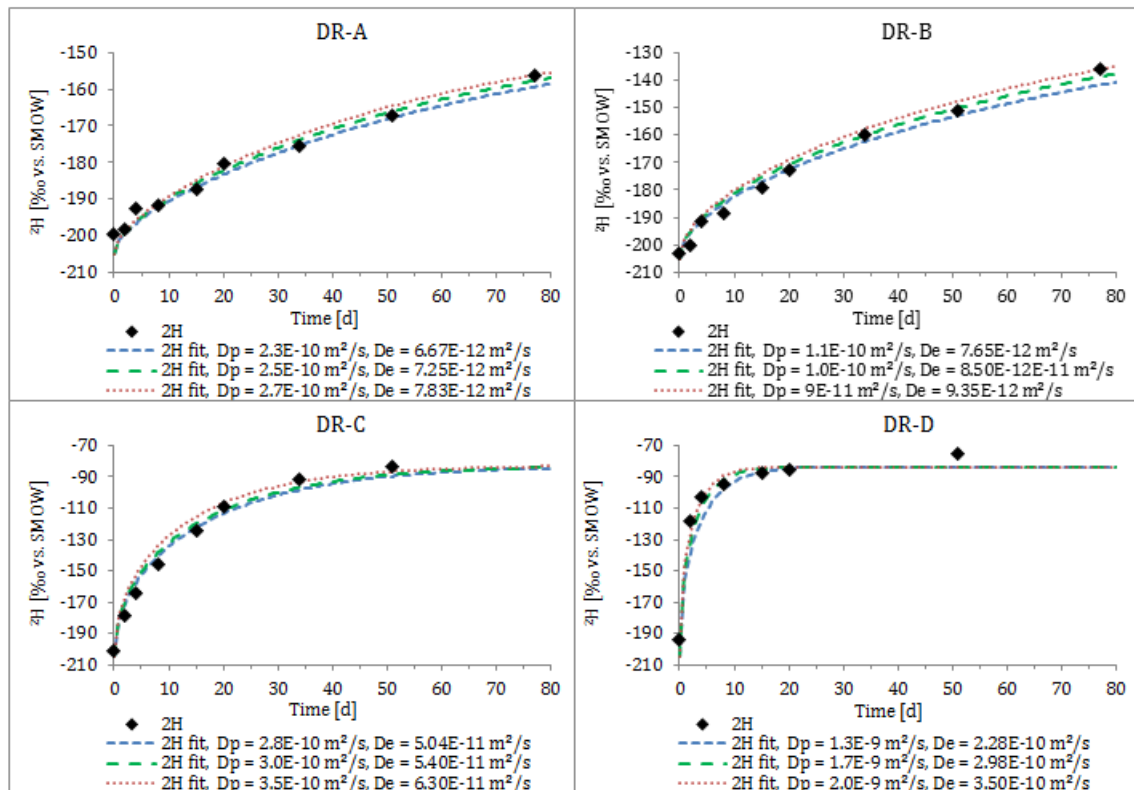 DR-A
-150
-160
-170
-180
-190
-200
-210
²H [‰ vs. SMOW]
0 10 20 30 40 50 60 70 80
Time [d]
2H
2H fit, Dp = 2.3E-10 m²/s, De = 6.67E-12 m²/s
2H fit, Dp = 2.5E-10 m²/s, De = 7.25E-12 m²/s
2H fit, Dp = 2.7E-10 m²/s, De = 7.83E-12 m²/s
DR-B
-130
-140
-150
-160
-170
-180
-190
-200
-210
²H [‰ vs. SMOW]
0 10 20 30 40 50 60 70 80
Time [d]
2H
2H fit, Dp = 1.1E-10 m²/s, De = 7.65E-12 m²/s
2H fit, Dp = 1.0E-10 m²/s, De = 8.50E-12E-11 m²/s
2H fit, Dp = 9E-11 m²/s, De = 9.35E-12 m²/s
DR-C
-70
-90
-110
-130
-150
-170
-190
-210
²H [‰ vs. SMOW]
0 10 20 30 40 50 60 70 80
Time [d]
2H
2H fit, Dp = 2.8E-10 m²/s, De = 5.04E-11 m²/s
2H fit, Dp = 3.0E-10 m²/s, De = 5.40E-11 m²/s
2H fit, Dp = 3.5E-10 m²/s, De = 6.30E-11 m²/s
DR-D
-70
-90
-110
-130
-150
-170
-190
-210
²H [‰ vs. SMOW]
0 10 20 30 40 50 60 70 80
Time [d]
2H
2H fit, Dp = 1.3E-9 m²/s, De = 2.28E-10 m²/s
2H fit, Dp = 1.7E-9 m²/s, De = 2.98E-10 m²/s
2H fit, Dp = 2.0E-9 m²/s, De = 3.50E-10 m²/s